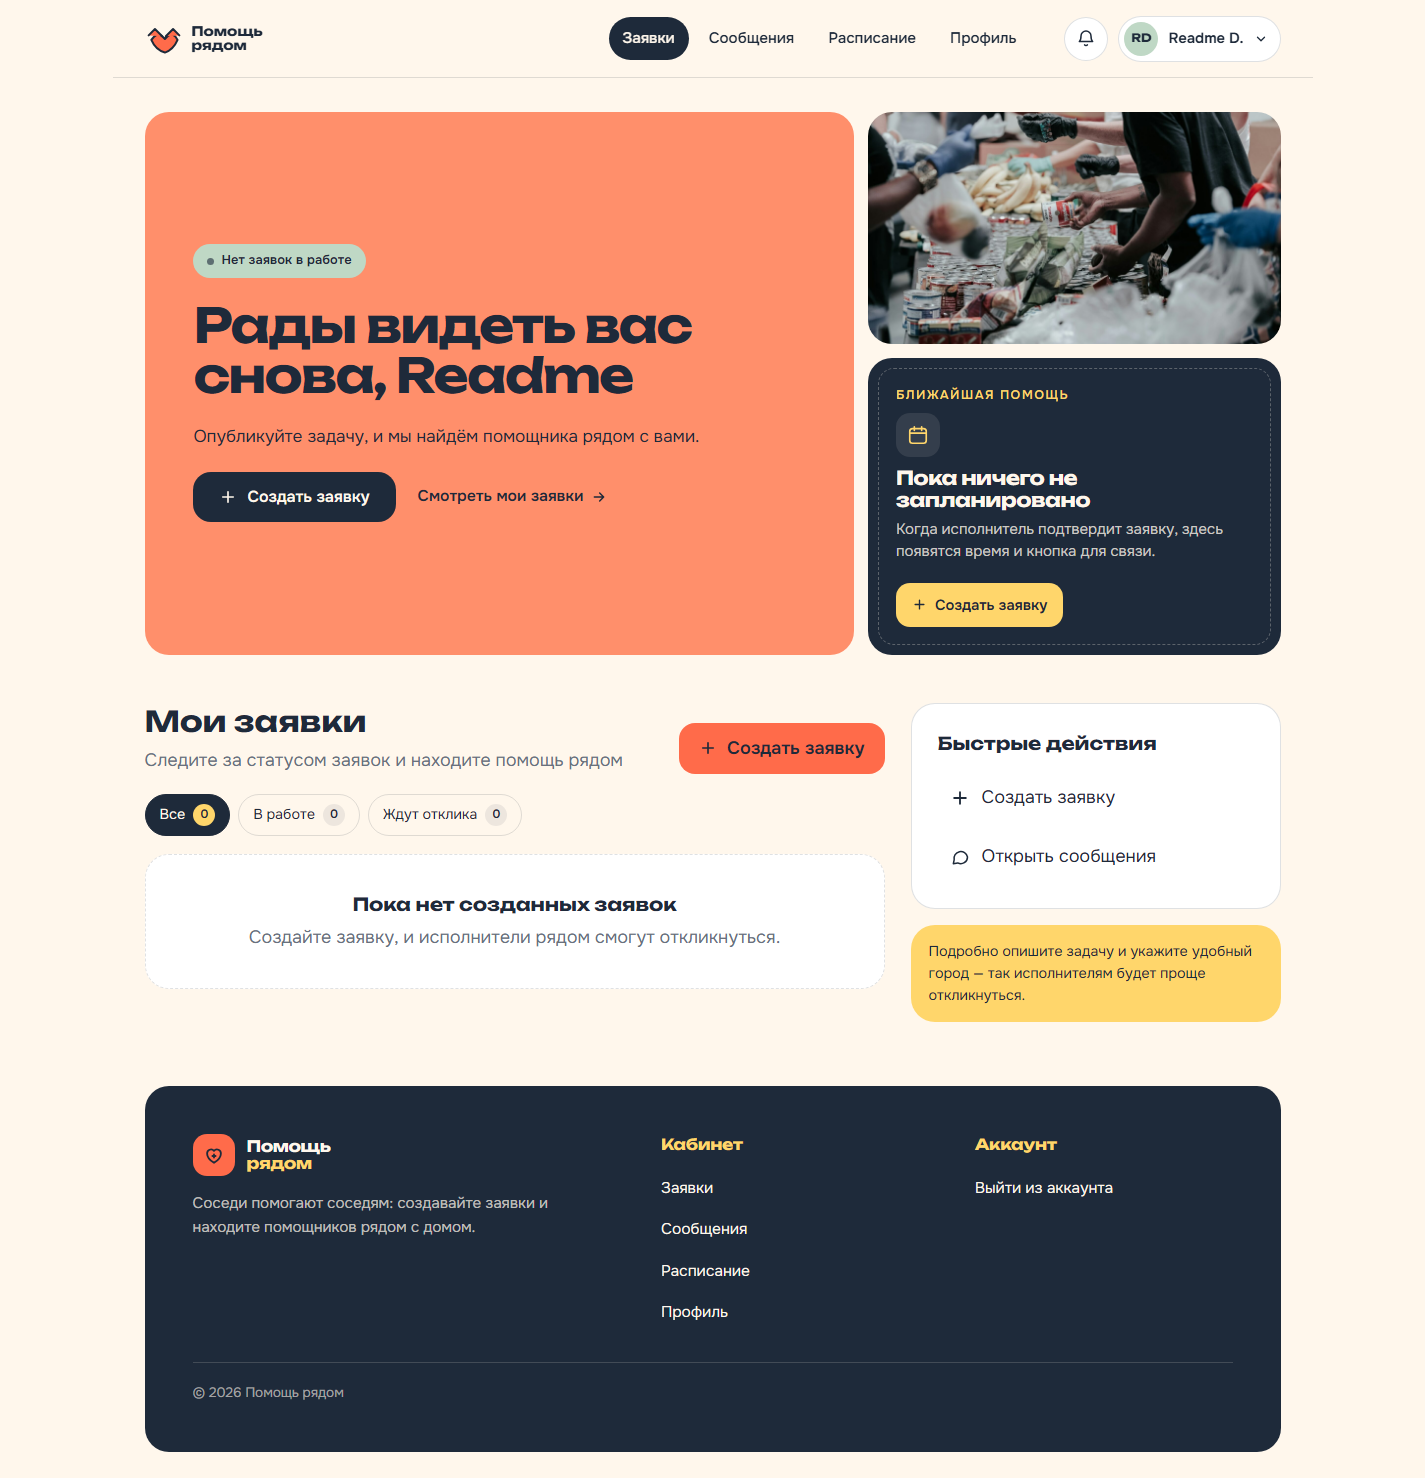 Помощь
рядом
Заявки
Сообщения
Расписание
Профиль
RD
Readme D.
Нет заявок в работе
Рады видеть вас
снова, Readme
Опубликуйте задачу, и мы найдём помощника рядом с вами.
Создать заявку
Смотреть мои заявки →
БЛИЖАЙШАЯ ПОМОЩЬ
Пока ничего не
запланировано
Когда исполнитель подтвердит заявку, здесь
появятся время и кнопка для связи.
+ Создать заявку
Мои заявки
Следите за статусом заявок и находите помощь рядом
+ Создать заявку
Все 0
В работе 0
Ждут отклика 0
Пока нет созданных заявок
Создайте заявку, и исполнители рядом смогут откликнуться.
Быстрые действия
+ Создать заявку
Открыть сообщения
Подробно опишите задачу и укажите удобный
город — так исполнителям будет проще
откликнуться.
Помощь
рядом
Соседи помогают соседям: создавайте заявки и
находите помощников рядом с домом.
Кабинет
Заявки
Сообщения
Расписание
Профиль
Аккаунт
Выйти из аккаунта
© 2026 Помощь рядом